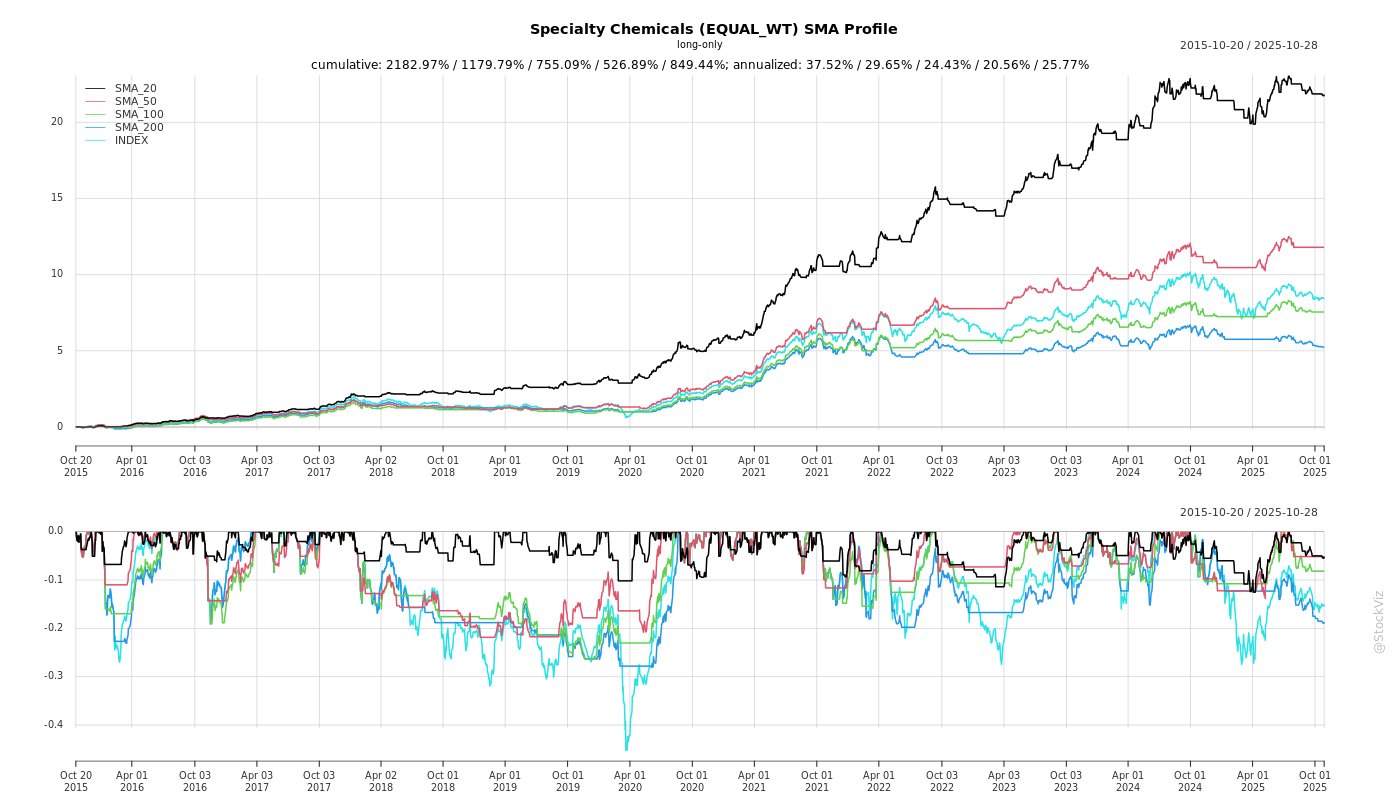 Specialty Chemicals (EQUAL_WT) SMA Profile
long-only
2015-10-20 / 2025-10-28
cumulative: 2182.97% / 1179.79% / 755.09% / 526.89% / 849.44%; annualized: 37.52% / 29.65% / 24.43% / 20.56% / 25.77%
SMA_20
SMA_50
SMA_100
SMA_200
INDEX
20
15
10
5
0
Oct 20 Apr 01 Oct 03 Apr 03 Oct 03 Apr 02 Oct 01 Apr 01 Oct 01 Apr 01 Oct 01 Apr 01 Oct 01 Apr 01 Oct 03 Apr 03 Oct 03 Apr 01 Oct 01 Apr 01 Oct 01
2015 2016 2016 2017 2017 2018 2018 2019 2019 2020 2020 2021 2021 2022 2022 2023 2023 2024 2024 2025 2025
2015-10-20 / 2025-10-28
0.0
-0.1
-0.2
-0.3
-0.4
Oct 20 Apr 01 Oct 03 Apr 03 Oct 03 Apr 02 Oct 01 Apr 01 Oct 01 Apr 01 Oct 01 Apr 01 Oct 01 Apr 01 Oct 03 Apr 03 Oct 03 Apr 01 Oct 01 Apr 01 Oct 01
2015 2016 2016 2017 2017 2018 2018 2019 2019 2020 2020 2021 2021 2022 2022 2023 2023 2024 2024 2025 2025
@StockViz